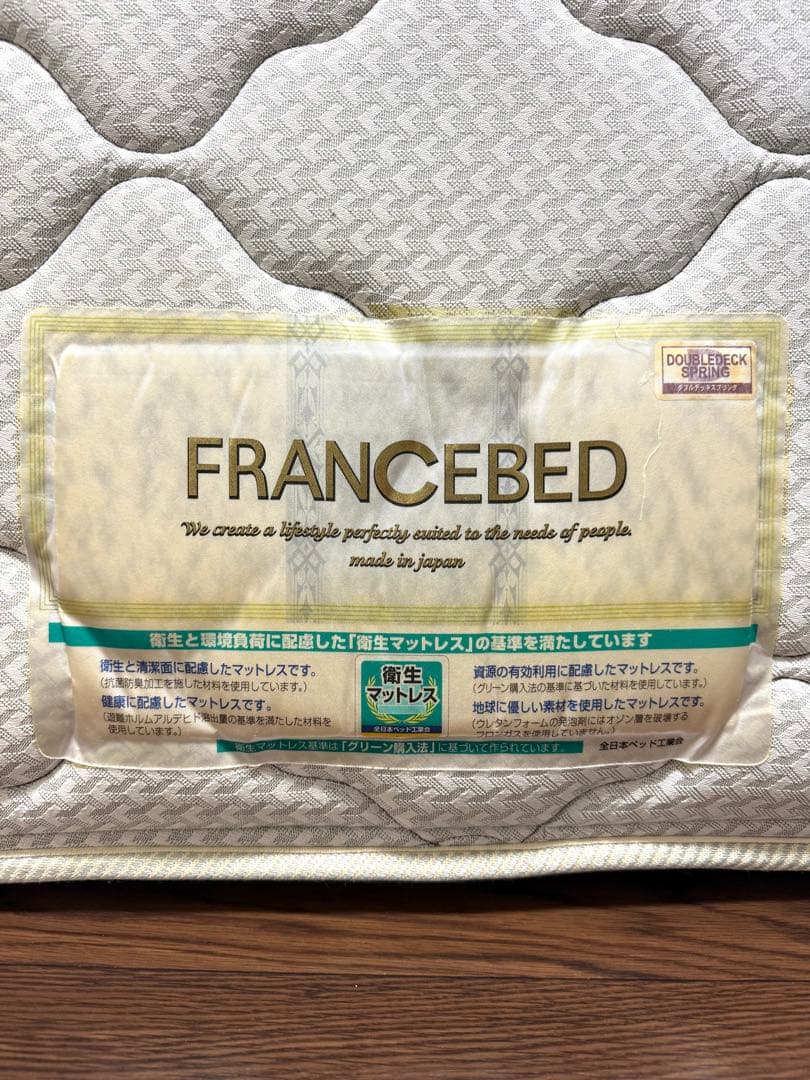 DOUBLEDECK
SPRING
ダブルデッキスプリング
FRANCEBED
We create a lifestyle perfectly suited to the needs of people.
made in japan
衛生と環境負荷に配慮した「衛生マットレス」の基準を満たしています
衛生と清潔面に配慮したマットレスです。
(抗菌防臭加工を施した材料を使用しています。)
健康に配慮したマットレスです。
(遊離ホルムアルデヒド溶出量の基準を満たした材料を
使用しています。)
衛生
マットレス
全日本ベッド工業会
資源の有効利用に配慮したマットレスです。
(グリーン購入法の基準に基づいた材料を使用しています。)
地球に優しい素材を使用したマットレスです。
(ウレタンフォームの発泡剤にはオゾン層を破壊する
フロンガスを使用していません。)
衛生マットレス基準は「グリーン購入法」に基づいて作られています。
全日本ベッド工業会